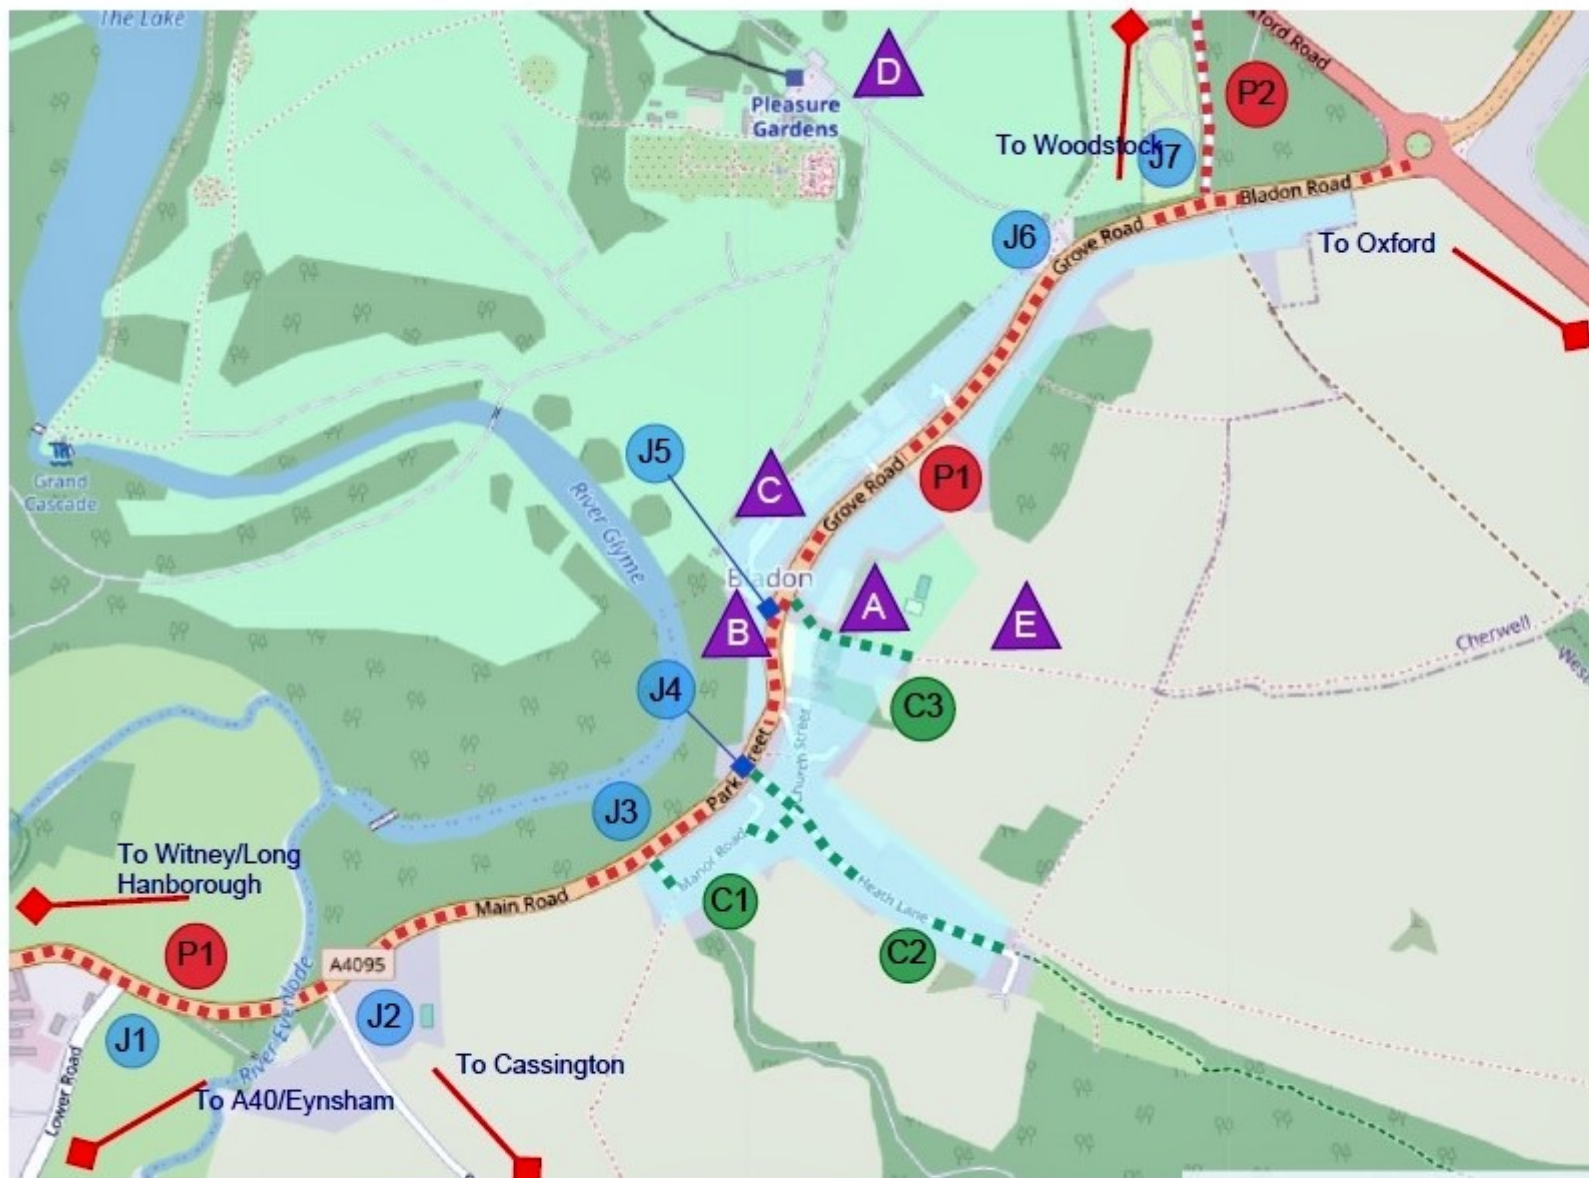 The Lake
D
xford Road
P2
Pleasure
Gardens
To Woodstock
J7
Bladon Road
J6
Grove Road
To Oxford
J5
C
P1
Grand
Cascade
River Glyme
Grove Road
Bladon
A
B
E
Cherwell
Wes
J4
C3
Church Street
Park Street
J3
To Witney/Long
Hanborough
Manor Road
Main Road
C1
Heath Lane
C2
P1
A4095
River Evenlode
J1
J2
To Cassington
Lower Road
To A40/Eynsham